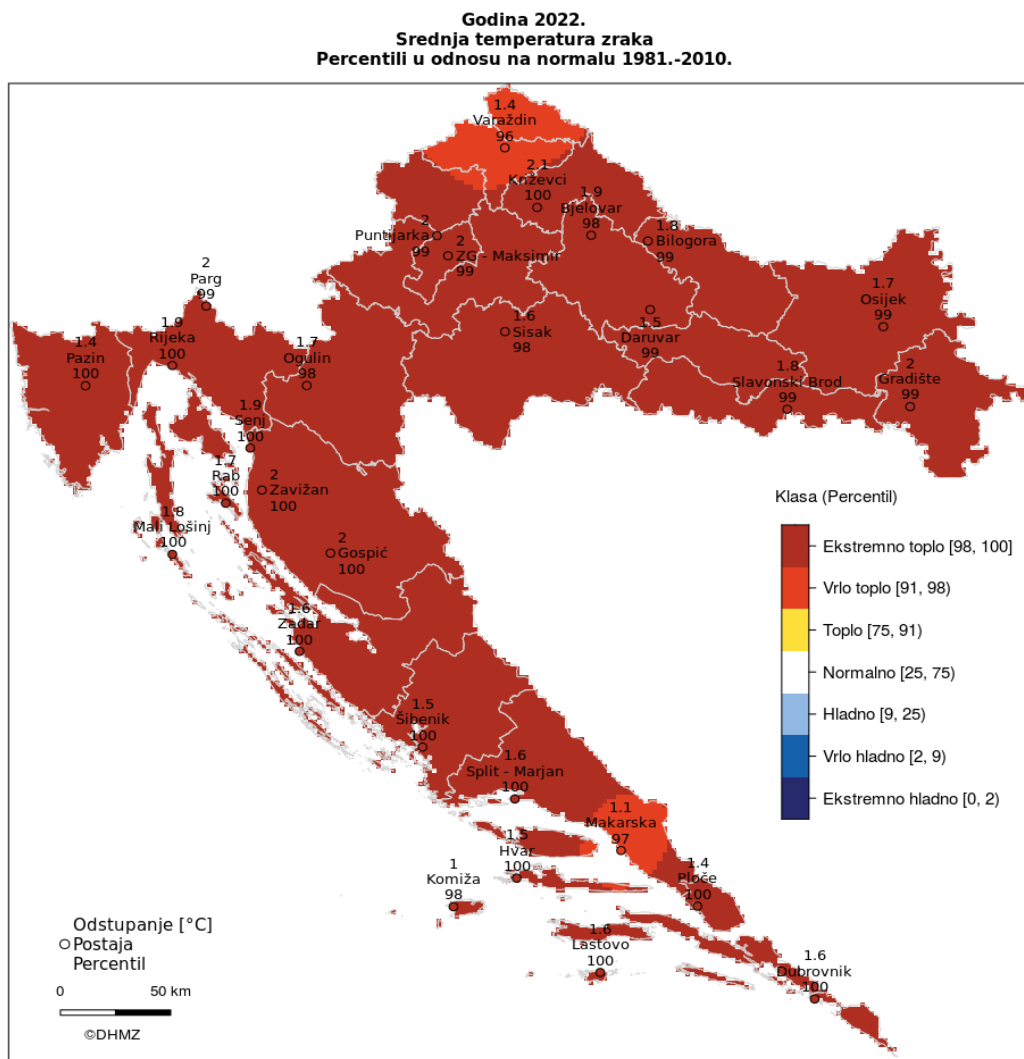 Godina 2022.
Srednja temperatura zraka
Percentili u odnosu na normalu 1981.-2010.
1.4
Varaždin
96
2.1
Križevci
100
1.9
Bjelovar
98
2
Puntijarka
99
2
ZG - Maksimir
99
1.8
Bilogora
99
2
Parg
99
1.7
Osijek
99
1.9
Rijeka
100
1.6
Sisak
98
1.5
Daruvar
99
1.4
Pazin
100
1.7
Ogulin
98
1.8
Slavonski Brod
99
2
Gradište
99
1.9
Senj
100
1.7
Rab
100
2
Zavižan
100
1.8
Mali Lošinj
100
2
Gospić
100
1.6
Zadar
100
1.5
Šibenik
100
1.6
Split - Marjan
100
1.1
Makarska
97
1.5
Hvar
100
1
Komiža
98
1.4
Ploče
100
1.6
Lastovo
100
1.6
Dubrovnik
100
Klasa (Percentil)
Ekstremno toplo [98, 100]
Vrlo toplo [91, 98)
Toplo [75, 91)
Normalno [25, 75)
Hladno [9, 25)
Vrlo hladno [2, 9)
Ekstremno hladno [0, 2)
Odstupanje [°C]
Postaja
Percentil
0 50 km
©DHMZ